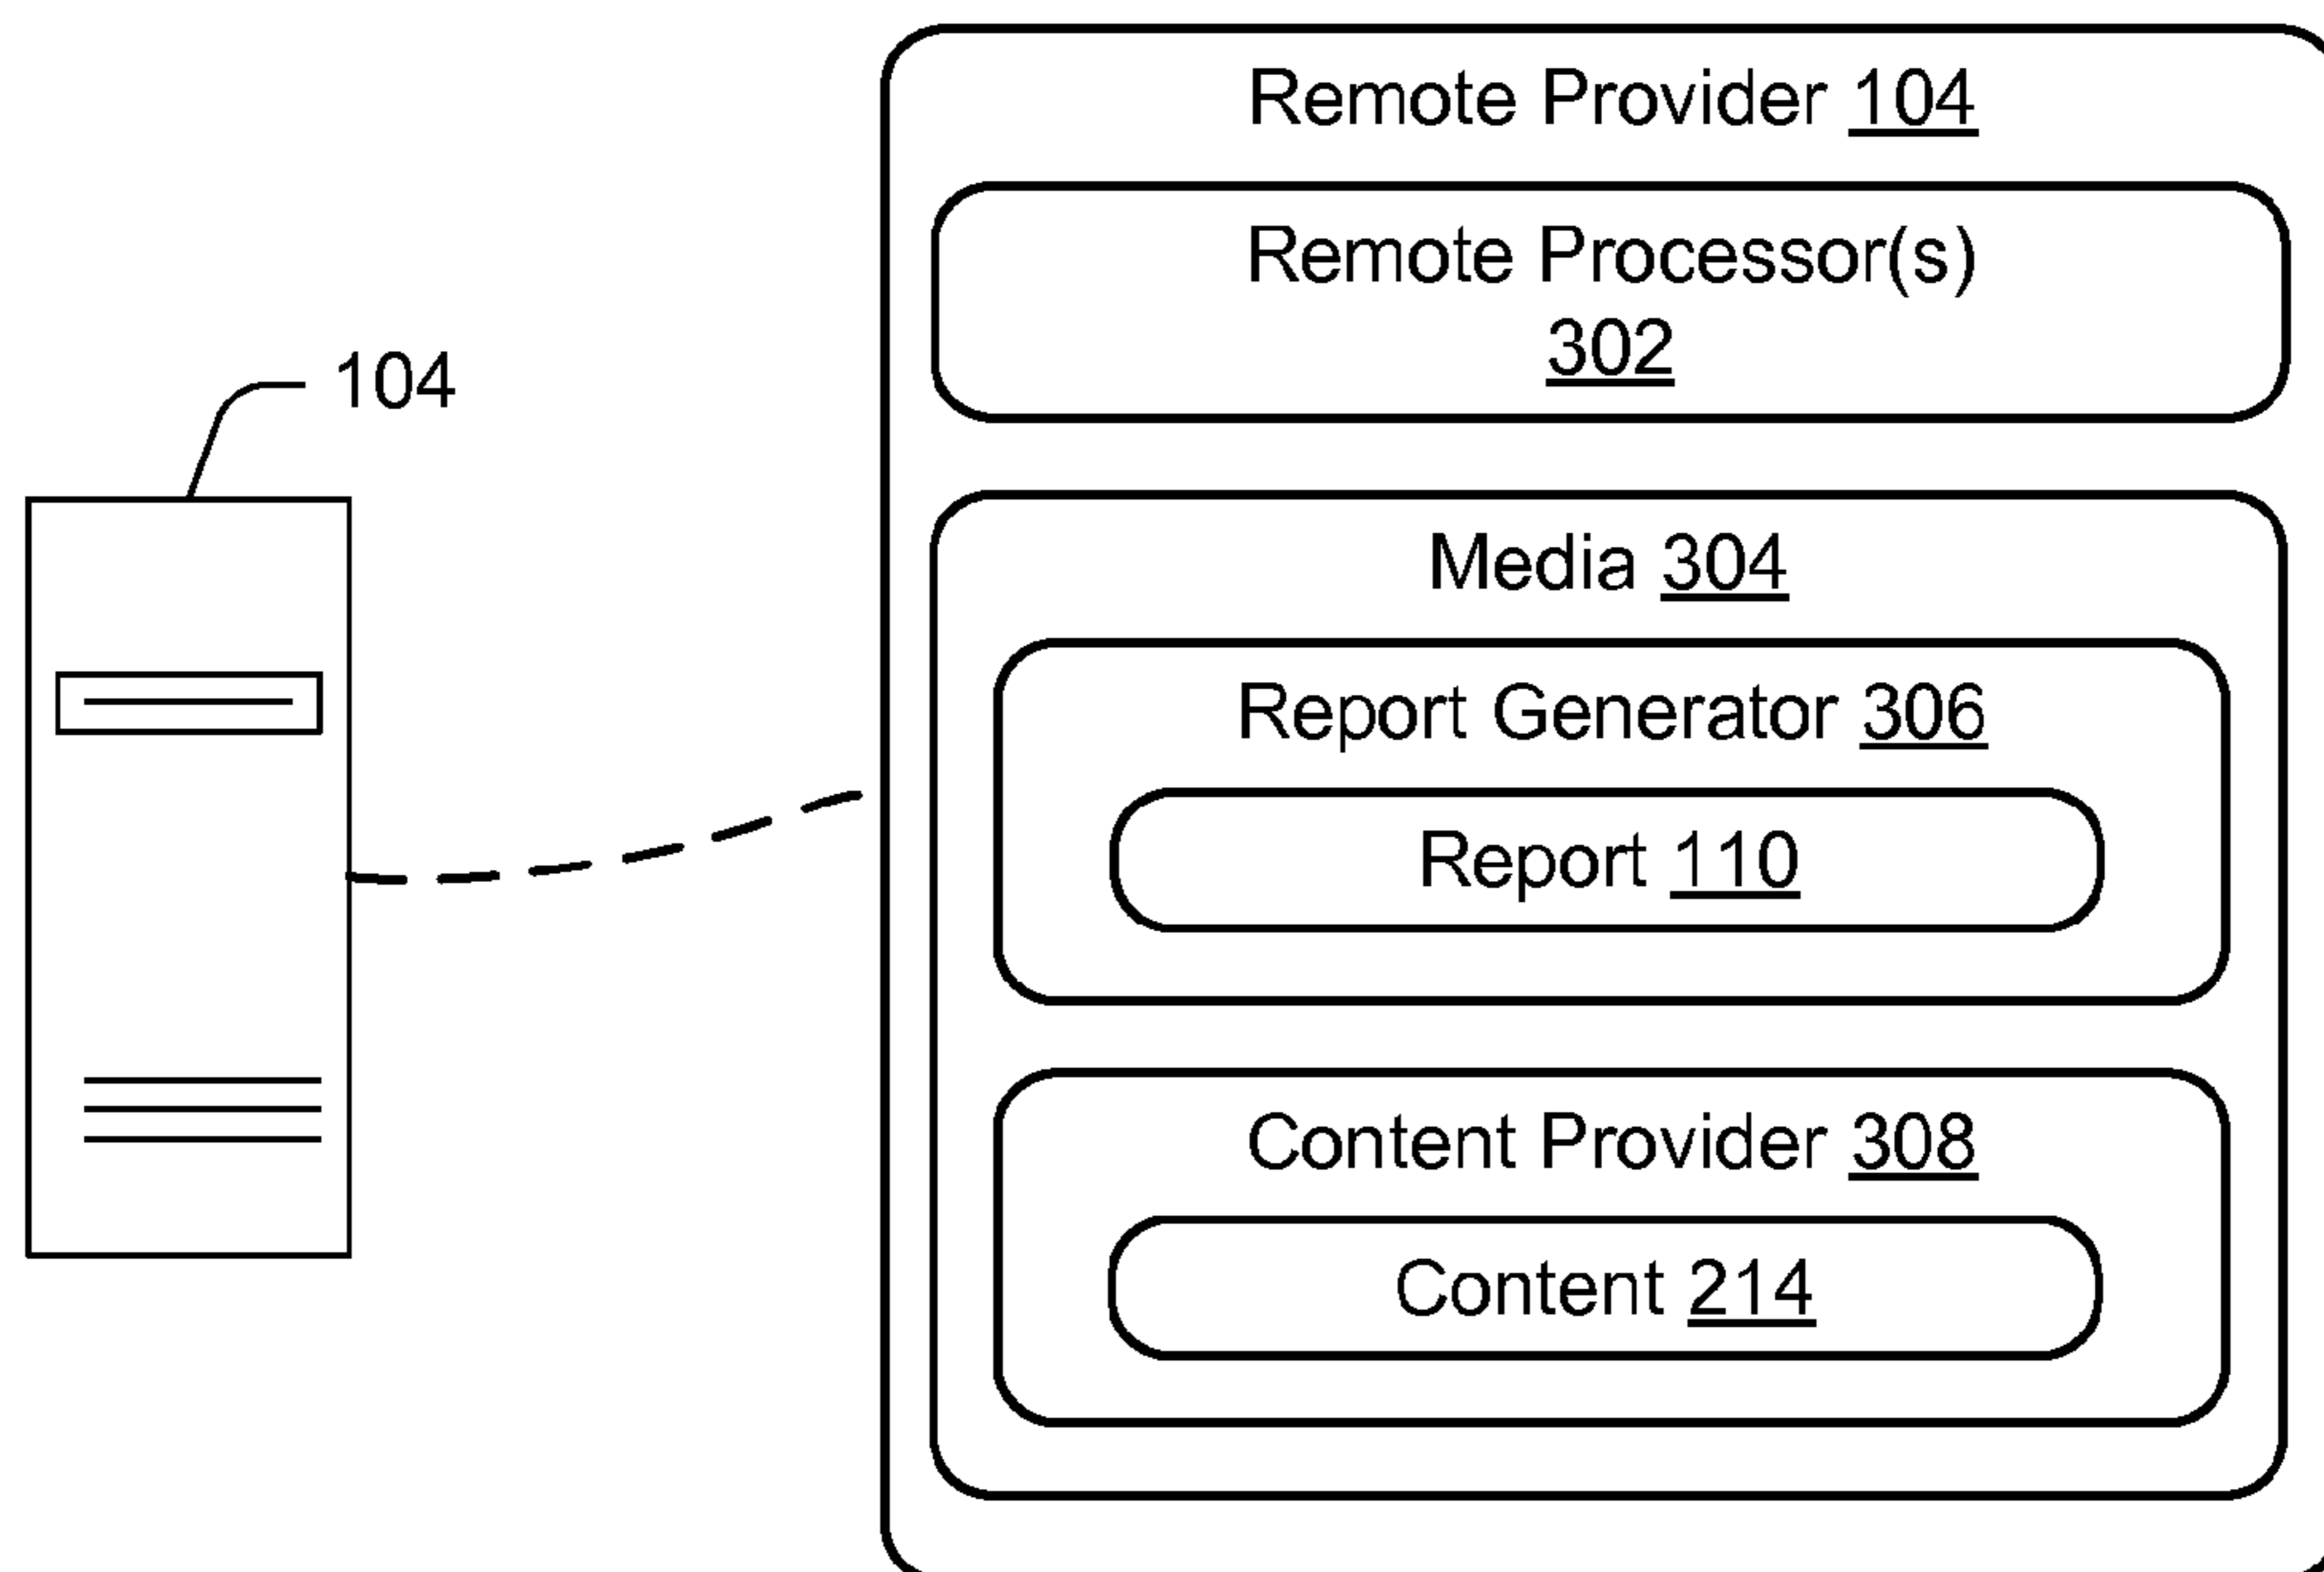 Remote Provider 104
Remote Processor(s)
302
104
Media 304
Report Generator 306
Report 110
Content Provider 308
Content 214